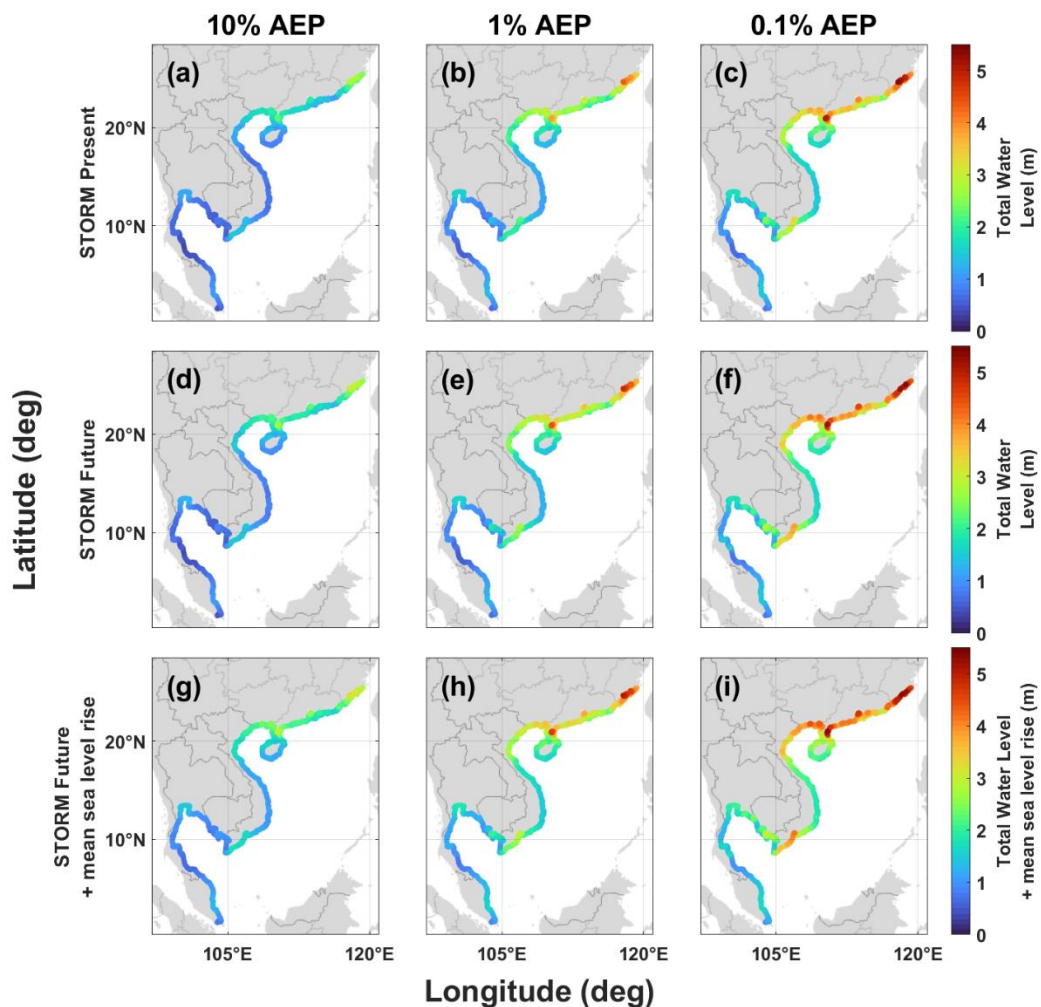 10% AEP
1% AEP
0.1% AEP
(a)
(b)
(c)
20°N
10°N
STORM Present
5
4
3
2
1
0
Total Water
Level (m)
(d)
(e)
(f)
20°N
10°N
STORM Future
5
4
3
2
1
0
Total Water
Level (m)
(g)
(h)
(i)
20°N
10°N
STORM Future
+ mean sea level rise
5
4
3
2
1
0
Total Water Level
+ mean sea level rise (m)
105°E
120°E
105°E
120°E
105°E
120°E
Latitude (deg)
Longitude (deg)